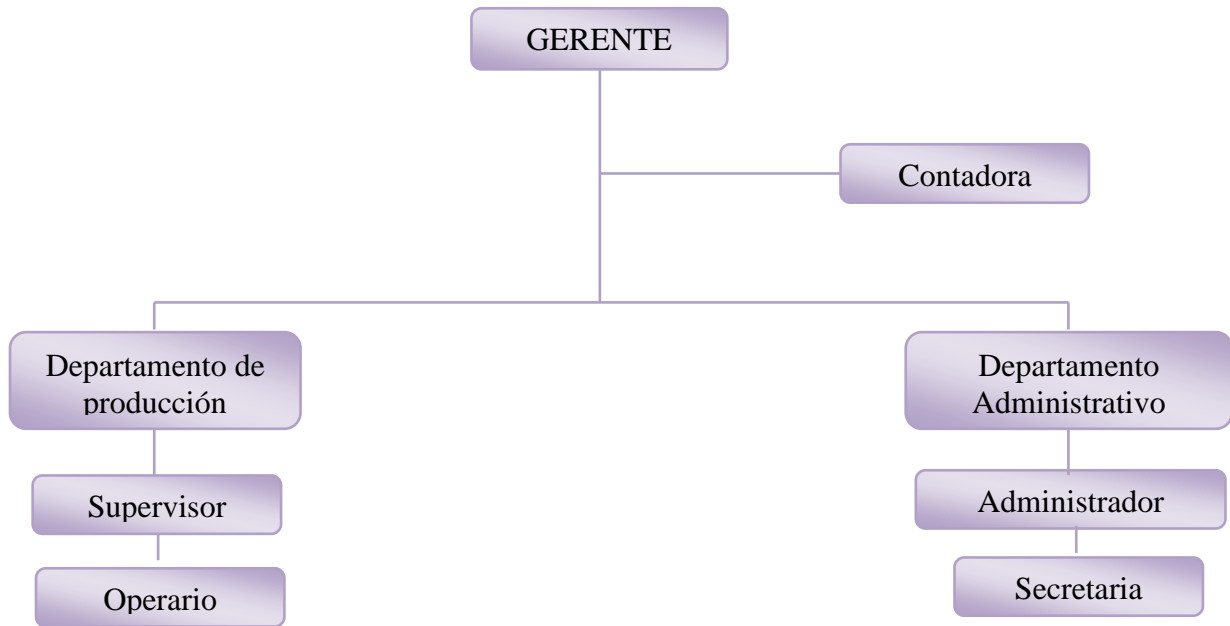 GERENTE
Contadora
Departamento de
producción
Departamento
Administrativo
Supervisor
Administrador
Operario
Secretaria